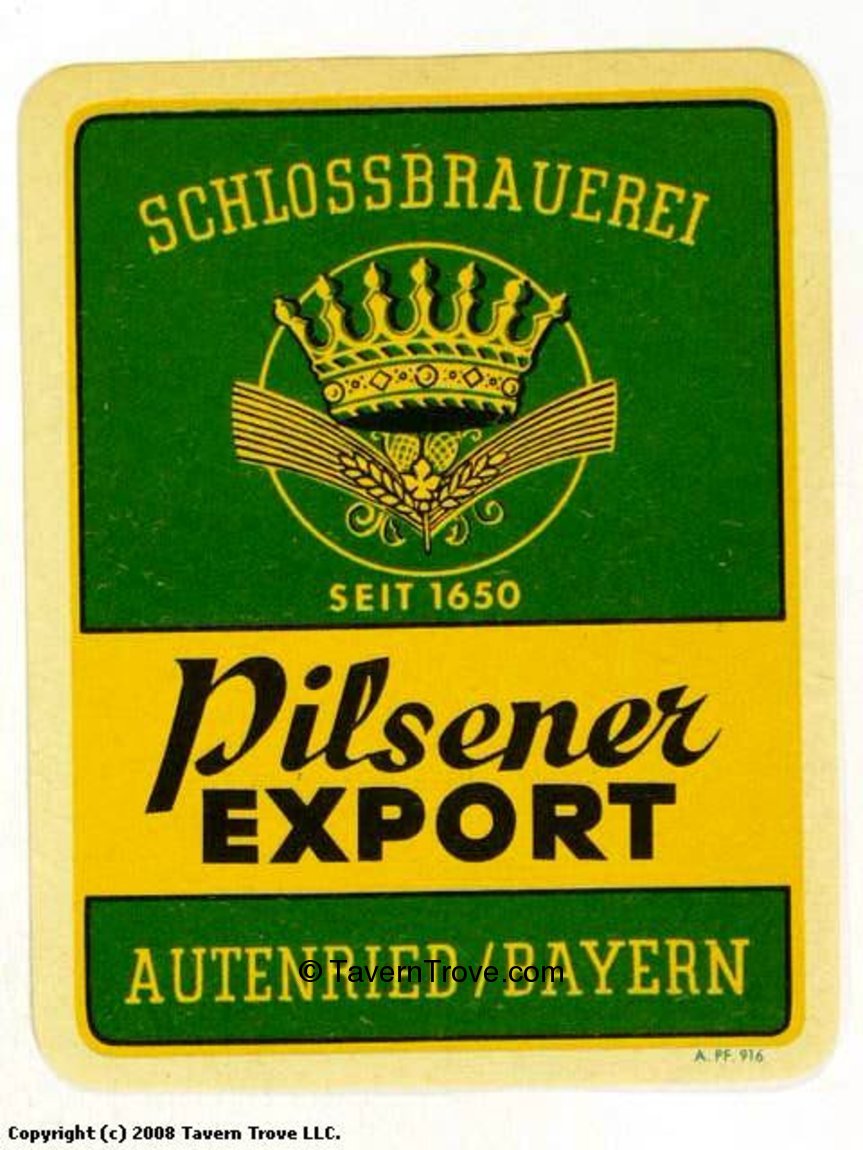 SCHLOSSBRAUEREI
SEIT 1650
Pilsener
EXPORT
AUTENRIED/BAYERN
© TavernTrove.com
A. PF. 916
Copyright (c) 2008 Tavern Trove LLC.